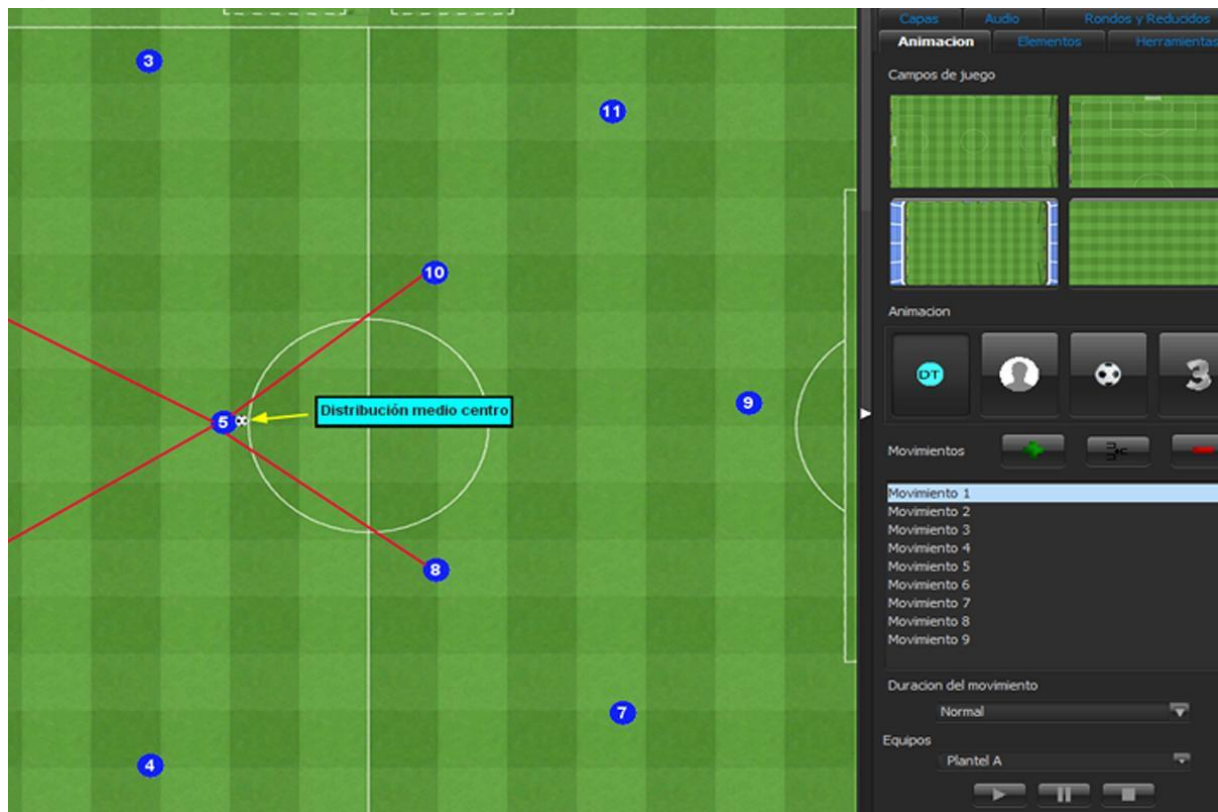 Capas Audio Rondos y Reducidos
Animacion Elementos Herramientas
Campos de juego
3
11
10
Animacion
DT 3
9
Distribución medio centro
5
Movimientos
Movimiento 1
Movimiento 2
Movimiento 3
Movimiento 4
Movimiento 5
Movimiento 6
Movimiento 7
Movimiento 8
Movimiento 9
8
Duracion del movimiento
Normal
7
Equipos
Plantel A
4